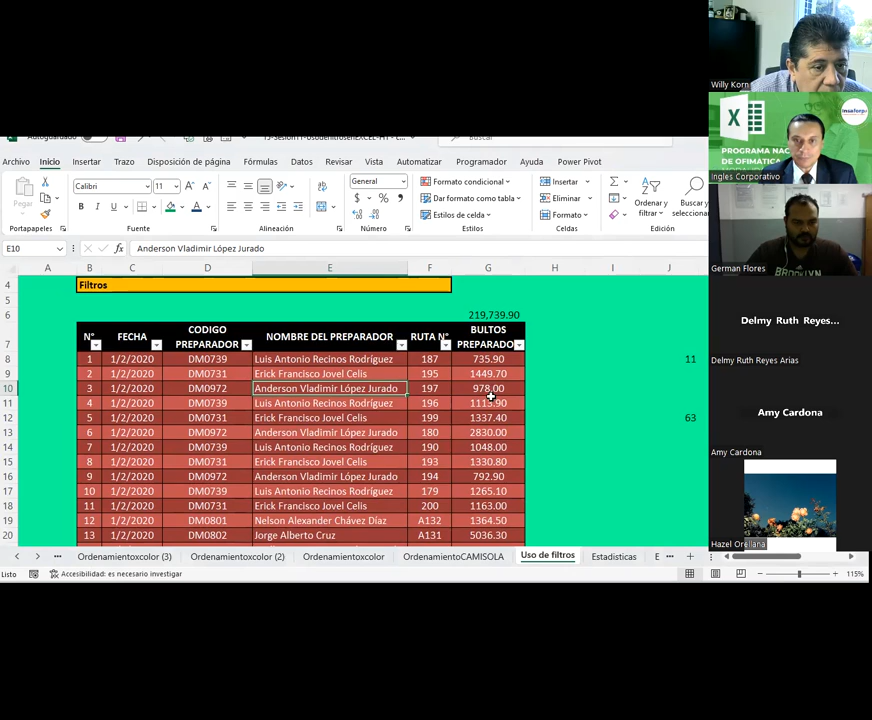 Autoguardado
Buscar
Archivo Inicio Insertar Trazo Disposición de página Fórmulas Datos Revisar Vista Automatizar Programador Ayuda Power Pivot
Pegar Calibri 11 General Formato condicional Insertar Ordenar y filtrar Buscar y
Dar formato como tabla Eliminar
Estilos de celda Formato
Portapapeles Fuente Alineación Número Estilos Celdas Edición
E10 fx Anderson Vladimir López Jurado
A B C D E F G H I J
4 Filtros
5
6 219,739.90
7 N° FECHA CODIGO PREPARADOR NOMBRE DEL PREPARADOR RUTA N° BULTOS PREPARADO
8 1 1/2/2020 DM0739 Luis Antonio Recinos Rodríguez 187 735.90 11
9 2 1/2/2020 DM0731 Erick Francisco Jovel Celis 195 1449.70
10 3 1/2/2020 DM0972 Anderson Vladimir López Jurado 197 978.00
11 4 1/2/2020 DM0739 Luis Antonio Recinos Rodríguez 196
12 5 1/2/2020 DM0731 Erick Francisco Jovel Celis 199 1337.40 63
13 6 1/2/2020 DM0972 Anderson Vladimir López Jurado 180 2830.00
14 7 1/2/2020 DM0739 Luis Antonio Recinos Rodríguez 190 1048.00
15 8 1/2/2020 DM0731 Erick Francisco Jovel Celis 193 1330.80
16 9 1/2/2020 DM0972 Anderson Vladimir López Jurado 194 792.90
17 10 1/2/2020 DM0739 Luis Antonio Recinos Rodríguez 179 1265.10
18 11 1/2/2020 DM0731 Erick Francisco Jovel Celis 200 1163.00
19 12 1/2/2020 DM0801 Nelson Alexander Chávez Díaz A132 1364.50
20 13 1/2/2020 DM0802 Jorge Alberto Cruz A131 5036.30
Ordenamientoxcolor (3) Ordenamientoxcolor (2) Ordenamientoxcolor OrdenamientoCAMISOLA Uso de filtros Estadisticas E
Listo Accesibilidad: es necesario investigar 115%
Willy Korn
PROGRAMA NAC
DE OFIMÁTICA
Ingles Corporativo
German Flores
Delmy Ruth Reyes...
Delmy Ruth Reyes Arias
Amy Cardona
Amy Cardona
Hazel Orellana